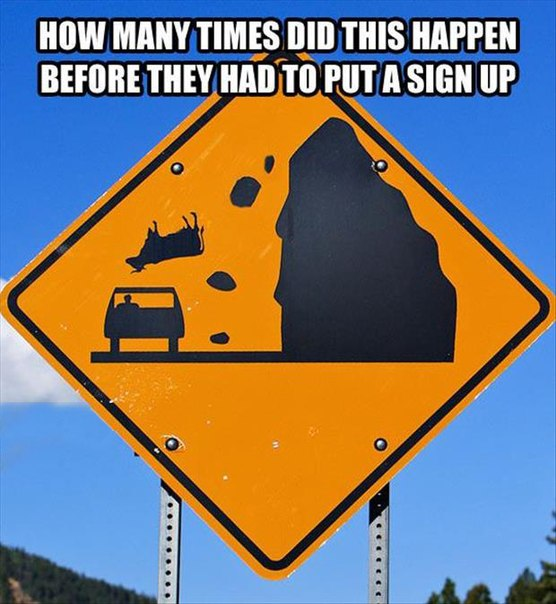 HOW MANY TIMES DID THIS HAPPEN
BEFORE THEY HAD TO PUT A SIGN UP